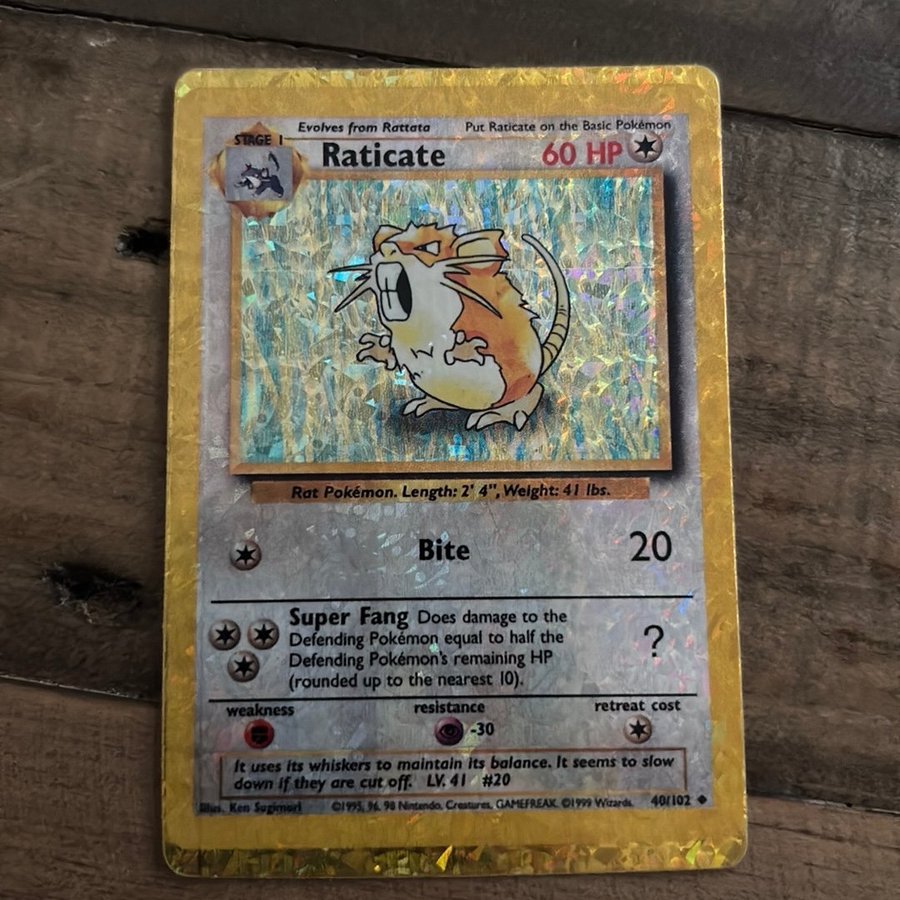 Evolves from Rattata Put Raticate on the Basic Pokémon
STAGE 1
Raticate 60 HP
Rat Pokémon. Length: 2' 4", Weight: 41 lbs.
Bite 20
Super Fang Does damage to the
Defending Pokémon equal to half the
Defending Pokémon's remaining HP
(rounded up to the nearest 10).
?
weakness resistance retreat cost
-30
It uses its whiskers to maintain its balance. It seems to slow
down if they are cut off. LV. 41 #20
Illus. Ken Sugimori ©1995, 96, 98 Nintendo, Creatures, GAMEFREAK. ©1999 Wizards. 40/102